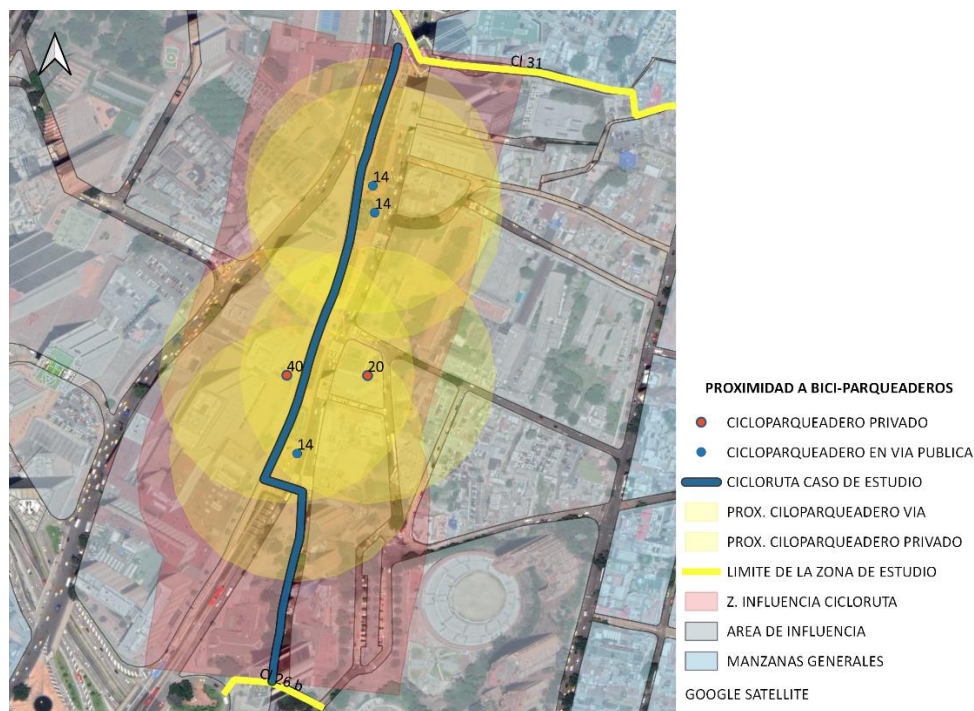 Cl 31
14
14
40
20
14
Cl 26 b
PROXIMIDAD A BICI-PARQUEADEROS
CICLOPARQUEADERO PRIVADO
CICLOPARQUEADERO EN VIA PUBLICA
CICLORUTA CASO DE ESTUDIO
PROX. CILOPARQUEADERO VIA
PROX. CILOPARQUEADERO PRIVADO
LIMITE DE LA ZONA DE ESTUDIO
Z. INFLUENCIA CICLORUTA
AREA DE INFLUENCIA
MANZANAS GENERALES
GOOGLE SATELLITE